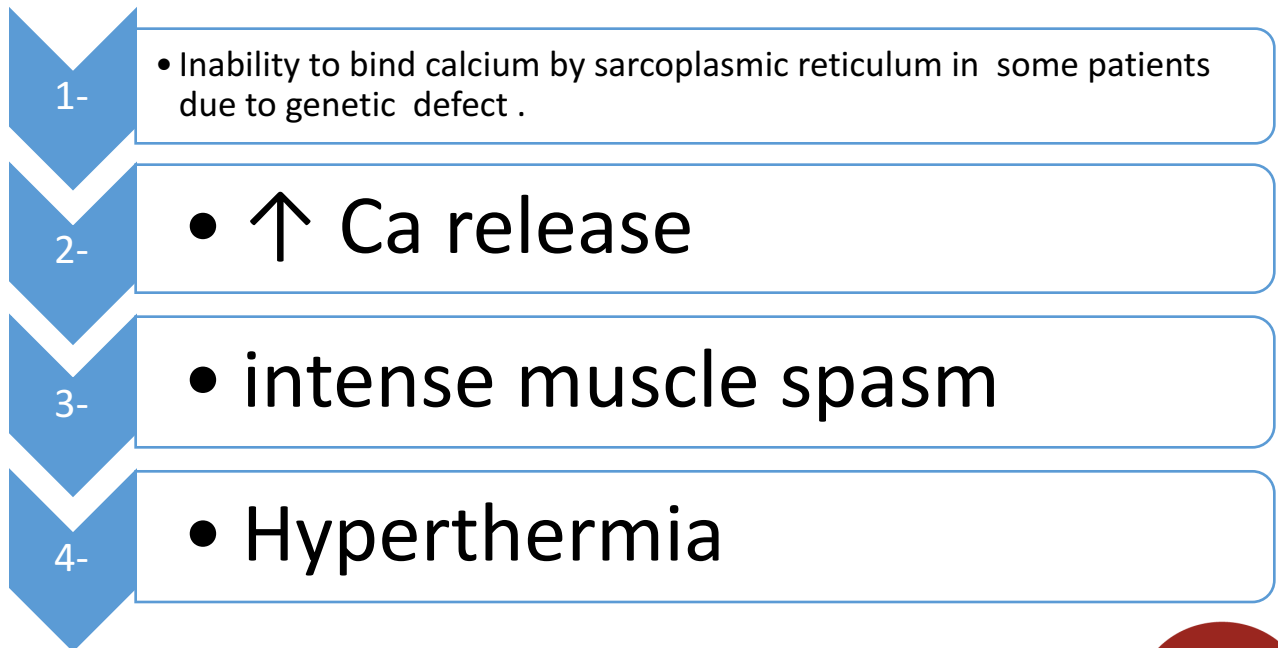 1-
• Inability to bind calcium by sarcoplasmic reticulum in some patients
due to genetic defect .
2-
• ↑ Ca release
3-
• intense muscle spasm
4-
• Hyperthermia